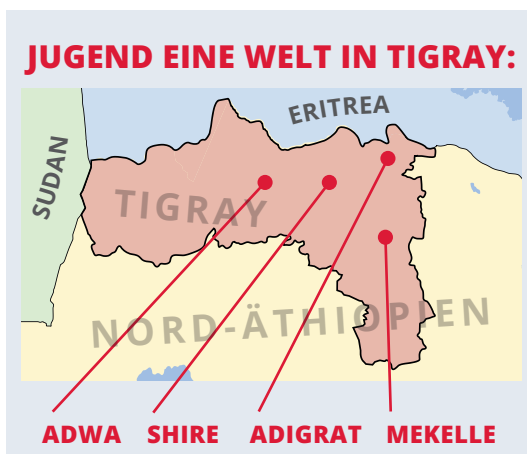 JUGEND EINE WELT IN TIGRAY:
ERITREA
SUDAN
TIGRAY
NORD-ÄTHIOPIEN
ADWA SHIRE ADIGRAT MEKELLE